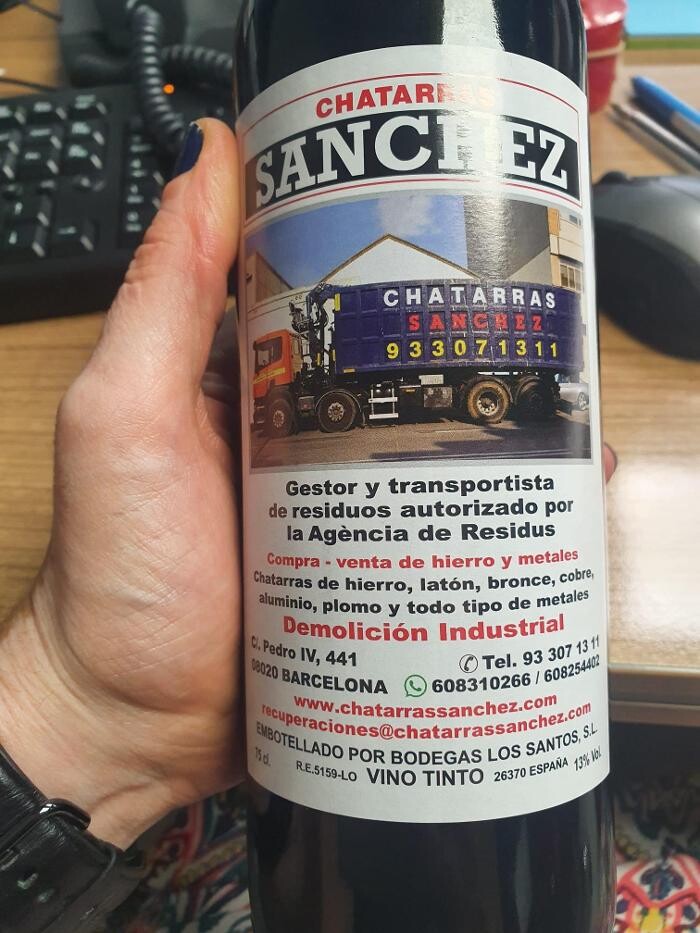 CHATARRAS
SANCHEZ
CHATARRAS
SANCHEZ
933071311
Gestor y transportista
de residuos autorizado por
la Agència de Residus
Compra - venta de hierro y metales
Chatarras de hierro, latón, bronce, cobre,
aluminio, plomo y todo tipo de metales
Demolición Industrial
C/. Pedro IV, 441
08020 BARCELONA
Tel. 93 307 13 11
608310266 / 608254402
www.chatarrassanchez.com
recuperaciones@chatarrassanchez.com
EMBOTELLADO POR BODEGAS LOS SANTOS, S.L.
75 cl. R.E.5159-LO VINO TINTO 26370 ESPAÑA 13% Vol.